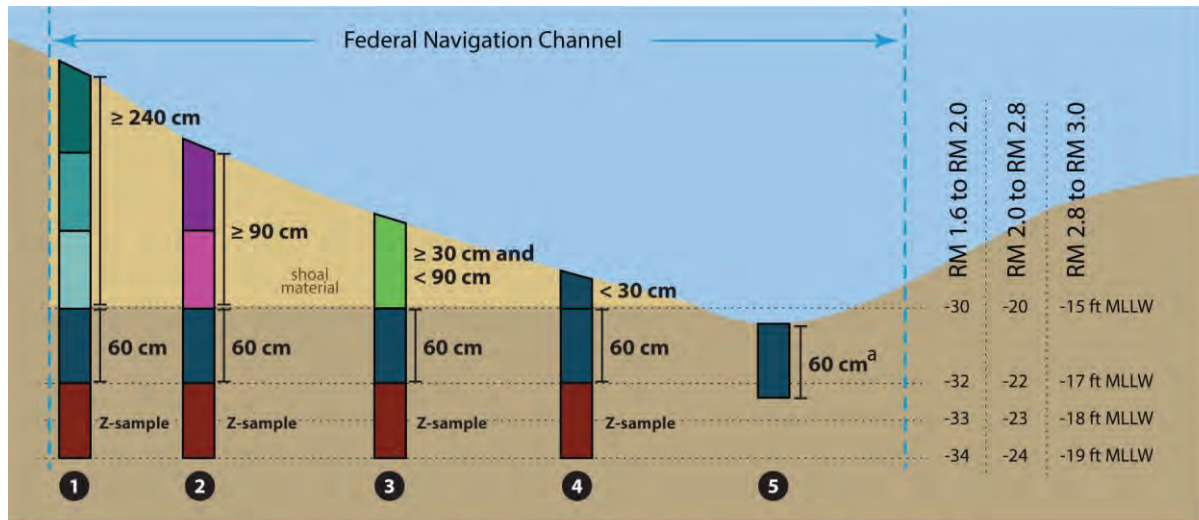 Federal Navigation Channel
≥ 240 cm
≥ 90 cm
≥ 30 cm and
< 90 cm
< 30 cm
shoal
material
60 cm
60 cm
60 cm
60 cm
60 cmª
Z-sample
Z-sample
Z-sample
Z-sample
1
2
3
4
5
RM 1.6 to RM 2.0
RM 2.0 to RM 2.8
RM 2.8 to RM 3.0
-30 -20 -15 ft MLLW
-32 -22 -17 ft MLLW
-33 -23 -18 ft MLLW
-34 -24 -19 ft MLLW